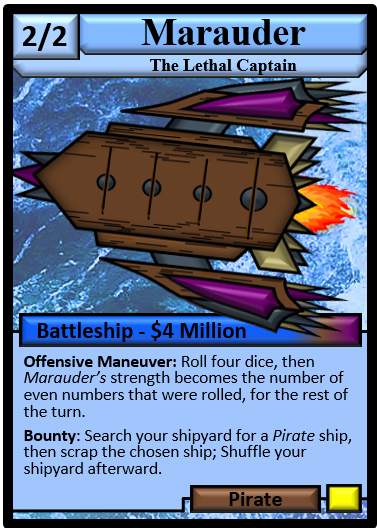 2/2
Marauder
The Lethal Captain
Battleship - $4 Million
Offensive Maneuver: Roll four dice, then
Marauder's strength becomes the number of
even numbers that were rolled, for the rest of
the turn.
Bounty: Search your shipyard for a Pirate ship,
then scrap the chosen ship; Shuffle your
shipyard afterward.
Pirate